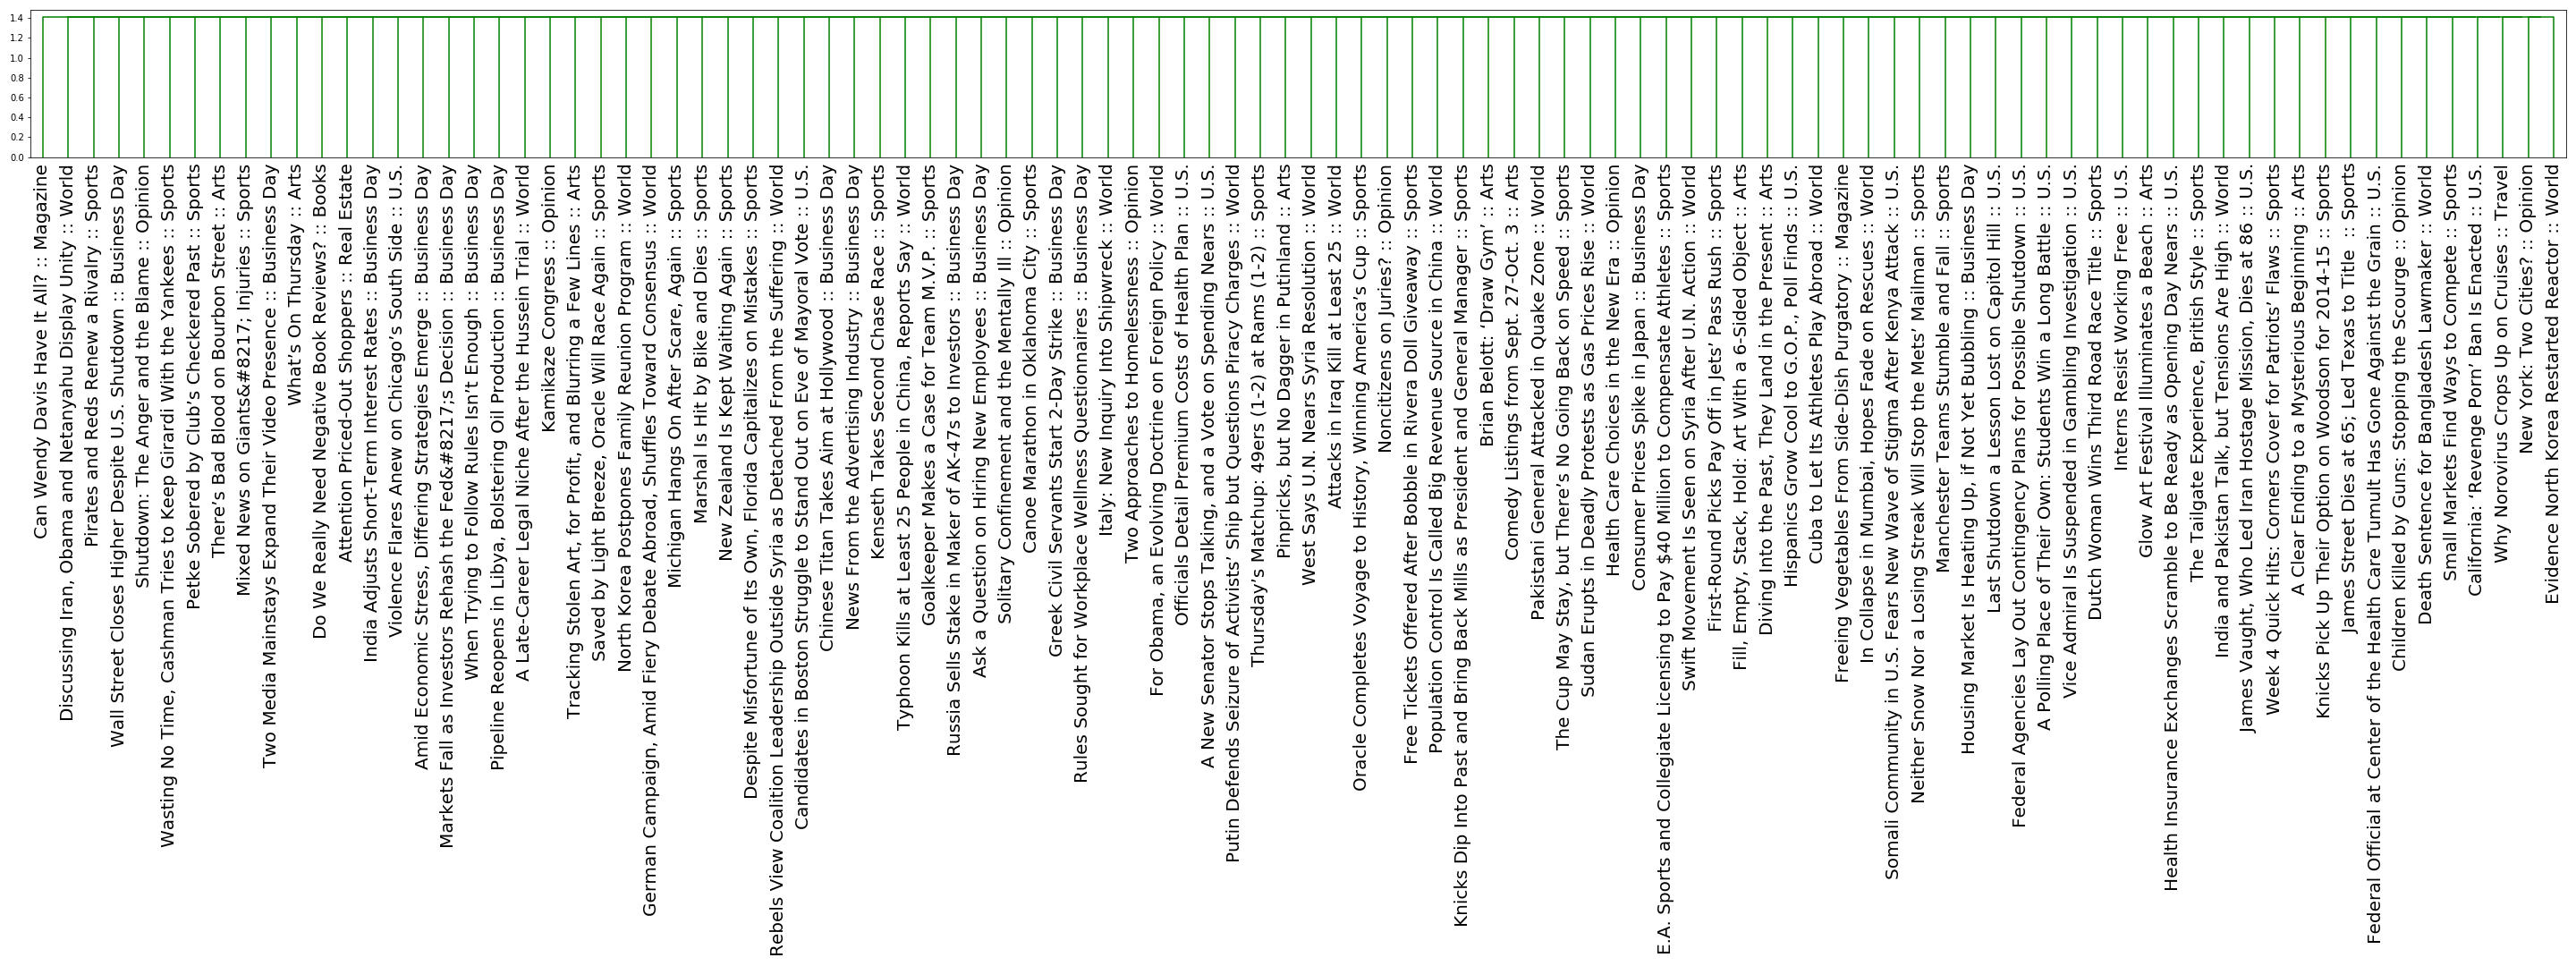 1.4
1.2
1.0
0.8
0.6
0.4
0.2
0.0
Can Wendy Davis Have It All? :: Magazine
Discussing Iran, Obama and Netanyahu Display Unity :: World
Pirates and Reds Renew a Rivalry :: Sports
Wall Street Closes Higher Despite U.S. Shutdown :: Business Day
Shutdown: The Anger and the Blame :: Opinion
Wasting No Time, Cashman Tries to Keep Girardi With the Yankees :: Sports
Petke Sobered by Club’s Checkered Past :: Sports
There’s Bad Blood on Bourbon Street :: Arts
Mixed News on Giants&#8217; Injuries :: Sports
Two Media Mainstays Expand Their Video Presence :: Business Day
What’s On Thursday :: Arts
Do We Really Need Negative Book Reviews? :: Books
Attention Priced-Out Shoppers :: Real Estate
India Adjusts Short-Term Interest Rates :: Business Day
Violence Flares Anew on Chicago’s South Side :: U.S.
Amid Economic Stress, Differing Strategies Emerge :: Business Day
Markets Fall as Investors Rehash the Fed&#8217;s Decision :: Business Day
When Trying to Follow Rules Isn’t Enough :: Business Day
Pipeline Reopens in Libya, Bolstering Oil Production :: Business Day
A Late-Career Legal Niche After the Hussein Trial :: World
Kamikaze Congress :: Opinion
Tracking Stolen Art, for Profit, and Blurring a Few Lines :: Arts
Saved by Light Breeze, Oracle Will Race Again :: Sports
North Korea Postpones Family Reunion Program :: World
German Campaign, Amid Fiery Debate Abroad, Shuffles Toward Consensus :: World
Michigan Hangs On After Scare, Again :: Sports
Marshal Is Hit by Bike and Dies :: Sports
New Zealand Is Kept Waiting Again :: Sports
Despite Misfortune of Its Own, Florida Capitalizes on Mistakes :: Sports
Rebels View Coalition Leadership Outside Syria as Detached From the Suffering :: World
Candidates in Boston Struggle to Stand Out on Eve of Mayoral Vote :: U.S.
Chinese Titan Takes Aim at Hollywood :: Business Day
News From the Advertising Industry :: Business Day
Kenseth Takes Second Chase Race :: Sports
Typhoon Kills at Least 25 People in China, Reports Say :: World
Goalkeeper Makes a Case for Team M.V.P. :: Sports
Russia Sells Stake in Maker of AK-47s to Investors :: Business Day
Ask a Question on Hiring New Employees :: Business Day
Solitary Confinement and the Mentally Ill :: Opinion
Canoe Marathon in Oklahoma City :: Sports
Greek Civil Servants Start 2-Day Strike :: Business Day
Rules Sought for Workplace Wellness Questionnaires :: Business Day
Italy: New Inquiry Into Shipwreck :: World
Two Approaches to Homelessness :: Opinion
For Obama, an Evolving Doctrine on Foreign Policy :: World
Officials Detail Premium Costs of Health Plan :: U.S.
A New Senator Stops Talking, and a Vote on Spending Nears :: U.S.
Putin Defends Seizure of Activists’ Ship but Questions Piracy Charges :: World
Thursday’s Matchup: 49ers (1-2) at Rams (1-2) :: Sports
Pinpricks, but No Dagger in Putinland :: Arts
West Says U.N. Nears Syria Resolution :: World
Attacks in Iraq Kill at Least 25 :: World
Oracle Completes Voyage to History, Winning America’s Cup :: Sports
Noncitizens on Juries? :: Opinion
Free Tickets Offered After Bobble in Rivera Doll Giveaway :: Sports
Population Control Is Called Big Revenue Source in China :: World
Knicks Dip Into Past and Bring Back Mills as President and General Manager :: Sports
Brian Belott: ‘Draw Gym’ :: Arts
Comedy Listings from Sept. 27-Oct. 3 :: Arts
Pakistani General Attacked in Quake Zone :: World
The Cup May Stay, but There’s No Going Back on Speed :: Sports
Sudan Erupts in Deadly Protests as Gas Prices Rise :: World
Health Care Choices in the New Era :: Opinion
Consumer Prices Spike in Japan :: Business Day
E.A. Sports and Collegiate Licensing to Pay $40 Million to Compensate Athletes :: Sports
Swift Movement Is Seen on Syria After U.N. Action :: World
First-Round Picks Pay Off in Jets’ Pass Rush :: Sports
Fill, Empty, Stack, Hold: Art With a 6-Sided Object :: Arts
Diving Into the Past, They Land in the Present :: Arts
Hispanics Grow Cool to G.O.P., Poll Finds :: U.S.
Cuba to Let Its Athletes Play Abroad :: World
Freeing Vegetables From Side-Dish Purgatory :: Magazine
In Collapse in Mumbai, Hopes Fade on Rescues :: World
Somali Community in U.S. Fears New Wave of Stigma After Kenya Attack :: U.S.
Neither Snow Nor a Losing Streak Will Stop the Mets’ Mailman :: Sports
Manchester Teams Stumble and Fall :: Sports
Housing Market Is Heating Up, if Not Yet Bubbling :: Business Day
Last Shutdown a Lesson Lost on Capitol Hill :: U.S.
Federal Agencies Lay Out Contingency Plans for Possible Shutdown :: U.S.
A Polling Place of Their Own: Students Win a Long Battle :: U.S.
Vice Admiral Is Suspended in Gambling Investigation :: U.S.
Dutch Woman Wins Third Road Race Title :: Sports
Interns Resist Working Free :: U.S.
Glow Art Festival Illuminates a Beach :: Arts
Health Insurance Exchanges Scramble to Be Ready as Opening Day Nears :: U.S.
The Tailgate Experience, British Style :: Sports
India and Pakistan Talk, but Tensions Are High :: World
James Vaught, Who Led Iran Hostage Mission, Dies at 86 :: U.S.
Week 4 Quick Hits: Corners Cover for Patriots’ Flaws :: Sports
A Clear Ending to a Mysterious Beginning :: Arts
Knicks Pick Up Their Option on Woodson for 2014-15 :: Sports
James Street Dies at 65; Led Texas to Title :: Sports
Federal Official at Center of the Health Care Tumult Has Gone Against the Grain :: U.S.
Children Killed by Guns: Stopping the Scourge :: Opinion
Death Sentence for Bangladesh Lawmaker :: World
Small Markets Find Ways to Compete :: Sports
California: ‘Revenge Porn’ Ban Is Enacted :: U.S.
Why Norovirus Crops Up on Cruises :: Travel
New York: Two Cities? :: Opinion
Evidence North Korea Restarted Reactor :: World